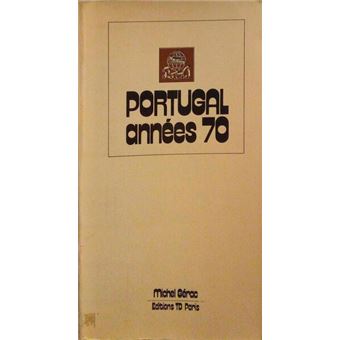 PORTUGAL
années 70
Michel Gérac
Editions TD Paris